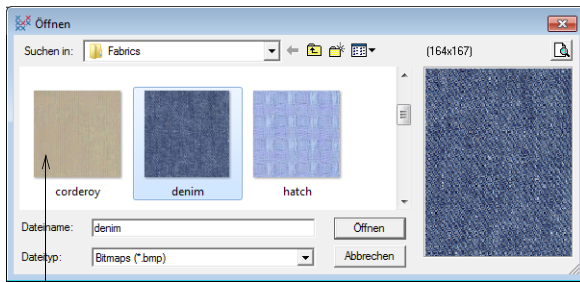 Öffnen
Suchen in: Fabrics (164x167)
corderoy denim hatch
Dateiname: denim Öffnen
Dateityp: Bitmaps (*.bmp) Abbrechen